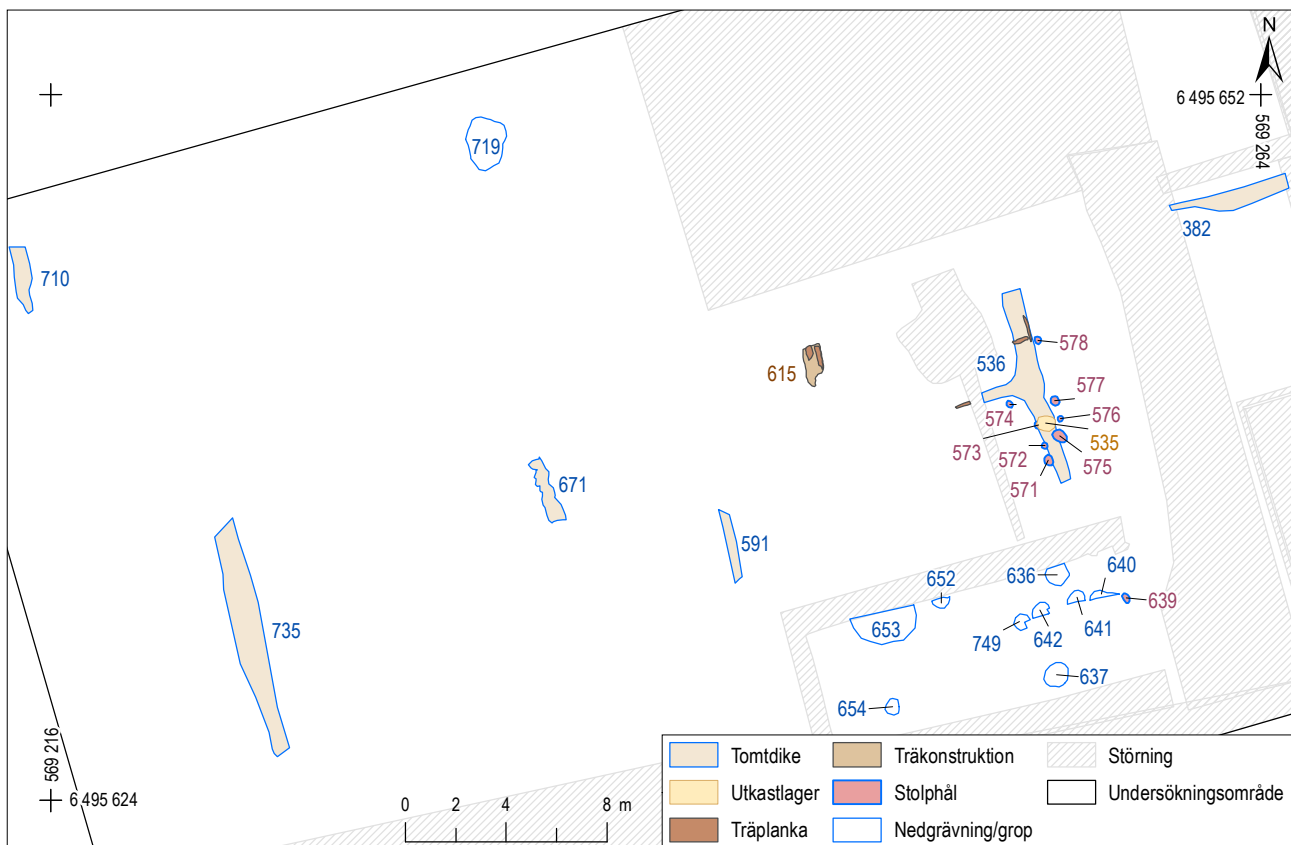 N
6 495 652
569 264
719
382
710
578
536
615
577
574
576
573
535
572
575
571
671
591
636
640
652
639
653
735
749
642
641
637
654
569 216
6 495 624
0 2 4 8 m
Tomtdike
Träkonstruktion
Störning
Utkastlager
Stolphål
Undersökningsområde
Träplanka
Nedgrävning/grop